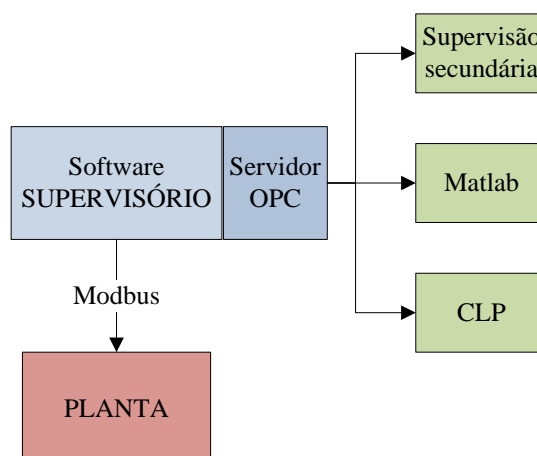 Supervisão
secundária
Software
SUPERVISÓRIO
Servidor
OPC
Matlab
Modbus
CLP
PLANTA